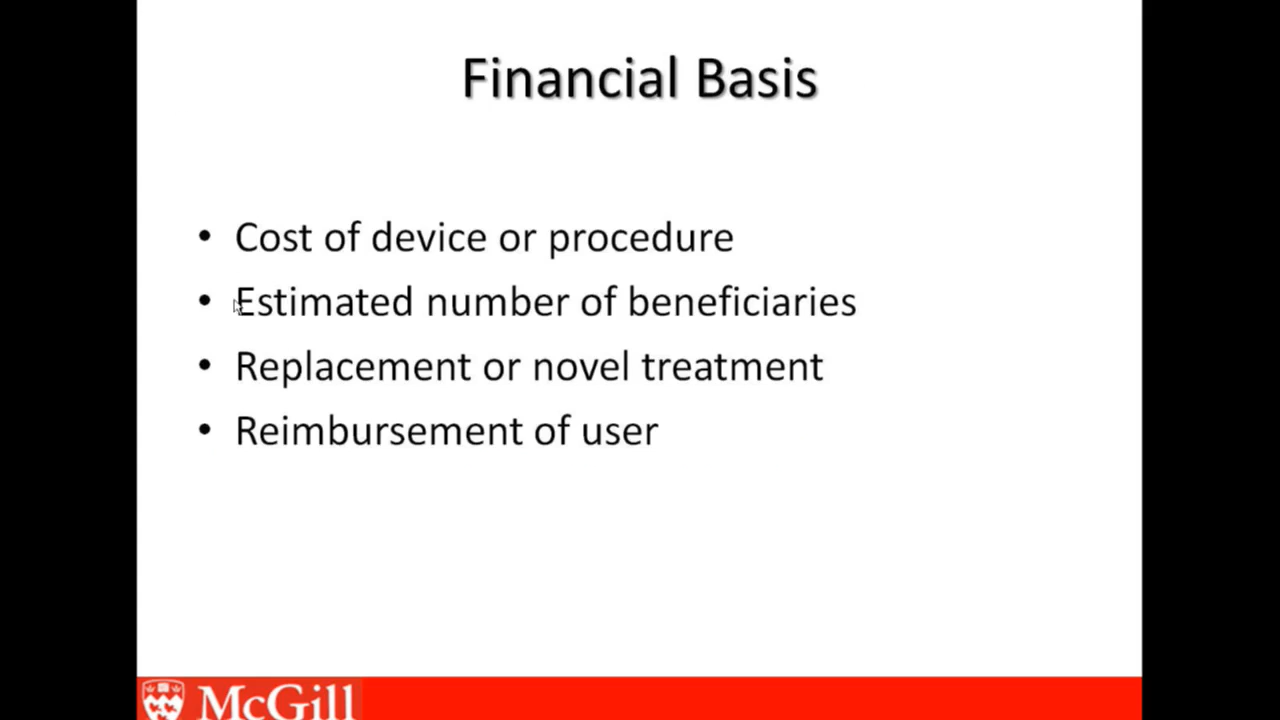 Financial Basis
• Cost of device or procedure
• Estimated number of beneficiaries
• Replacement or novel treatment
• Reimbursement of user
McGill